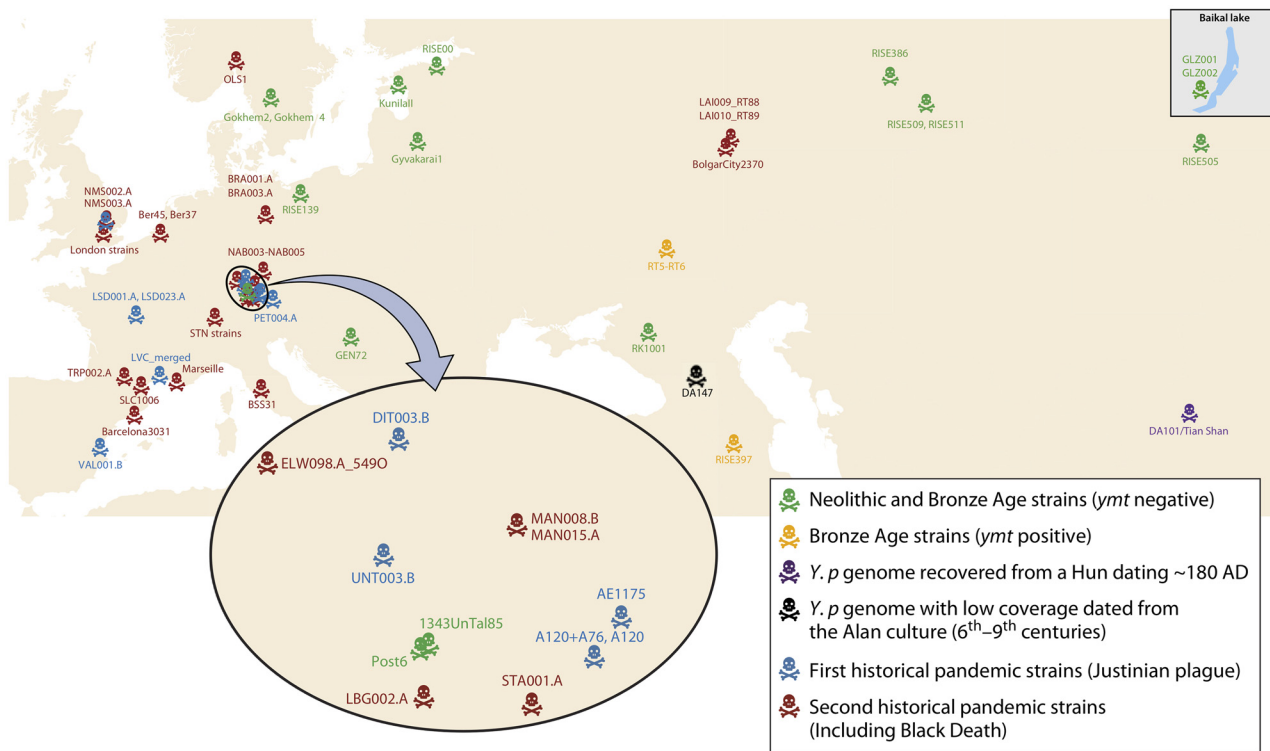 Baikal lake
GLZ001
GLZ002
RISE00
RISE386
OLS1
KunilaII
Gokhem2, Gokhem 4
LAI009_RT88
LAI010_RT89
RISE509, RISE511
Gyvakarai1
BolgarCity2370
RISE505
NMS002.A
NMS003.A
BRA001.A
BRA003.A
RISE139
Ber45, Ber37
London strains
NAB003-NAB005
RT5-RT6
LSD001.A, LSD023.A
PET004.A
STN strains
GEN72
RK1001
LVC_merged
TRP002.A
Marseille
SLC1006
BSS31
DA147
Barcelona3031
VAL001.B
RISE397
DA101/Tian Shan
DIT003.B
ELW098.A_549O
MAN008.B
MAN015.A
UNT003.B
AE1175
1343UnTal85
A120+A76, A120
Post6
STA001.A
LBG002.A
Neolithic and Bronze Age strains (ymt negative)
Bronze Age strains (ymt positive)
Y. p genome recovered from a Hun dating ~180 AD
Y. p genome with low coverage dated from
the Alan culture (6th–9th centuries)
First historical pandemic strains (Justinian plague)
Second historical pandemic strains
(Including Black Death)